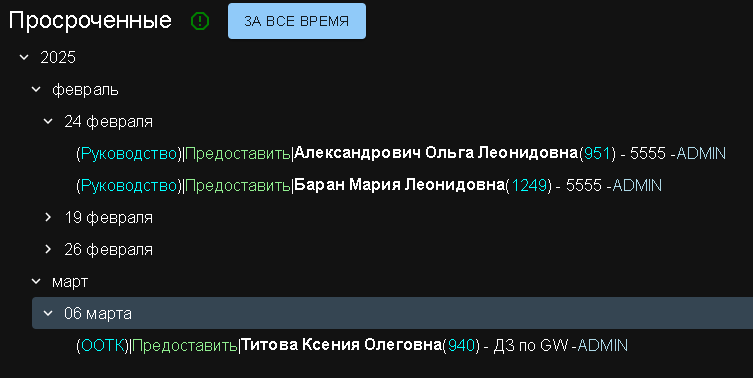 Просроченные ЗА ВСЕ ВРЕМЯ
2025
февраль
24 февраля
(Руководство)|Предоставить|Александрович Ольга Леонидовна(951) - 5555 -ADMIN
(Руководство)|Предоставить|Баран Мария Леонидовна(1249) - 5555 -ADMIN
19 февраля
26 февраля
март
06 марта
(ООТК)|Предоставить|Титова Ксения Олеговна(940) - ДЗ по GW -ADMIN